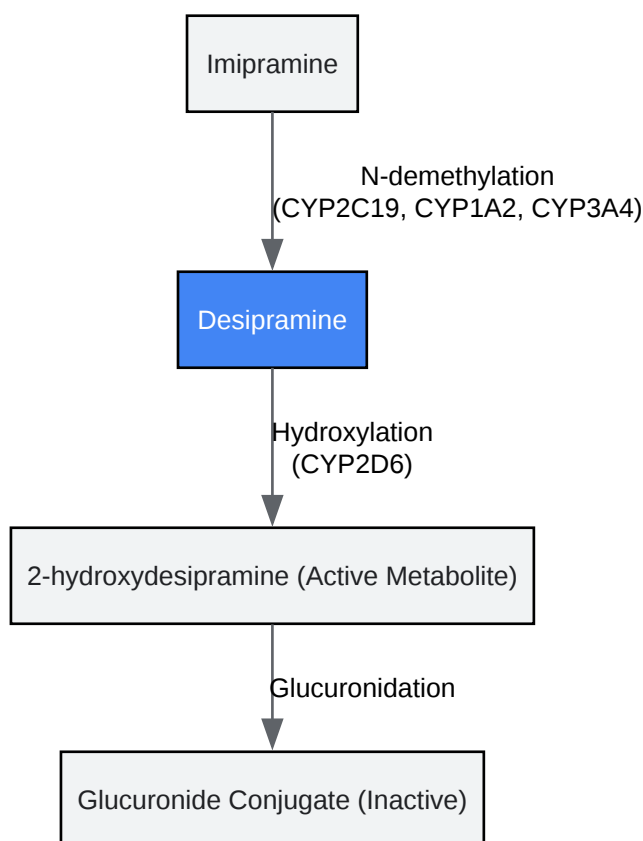 Imipramine
N-demethylation
(CYP2C19, CYP1A2, CYP3A4)
Desipramine
Hydroxylation
(CYP2D6)
2-hydroxydesipramine (Active Metabolite)
Glucuronidation
Glucuronide Conjugate (Inactive)